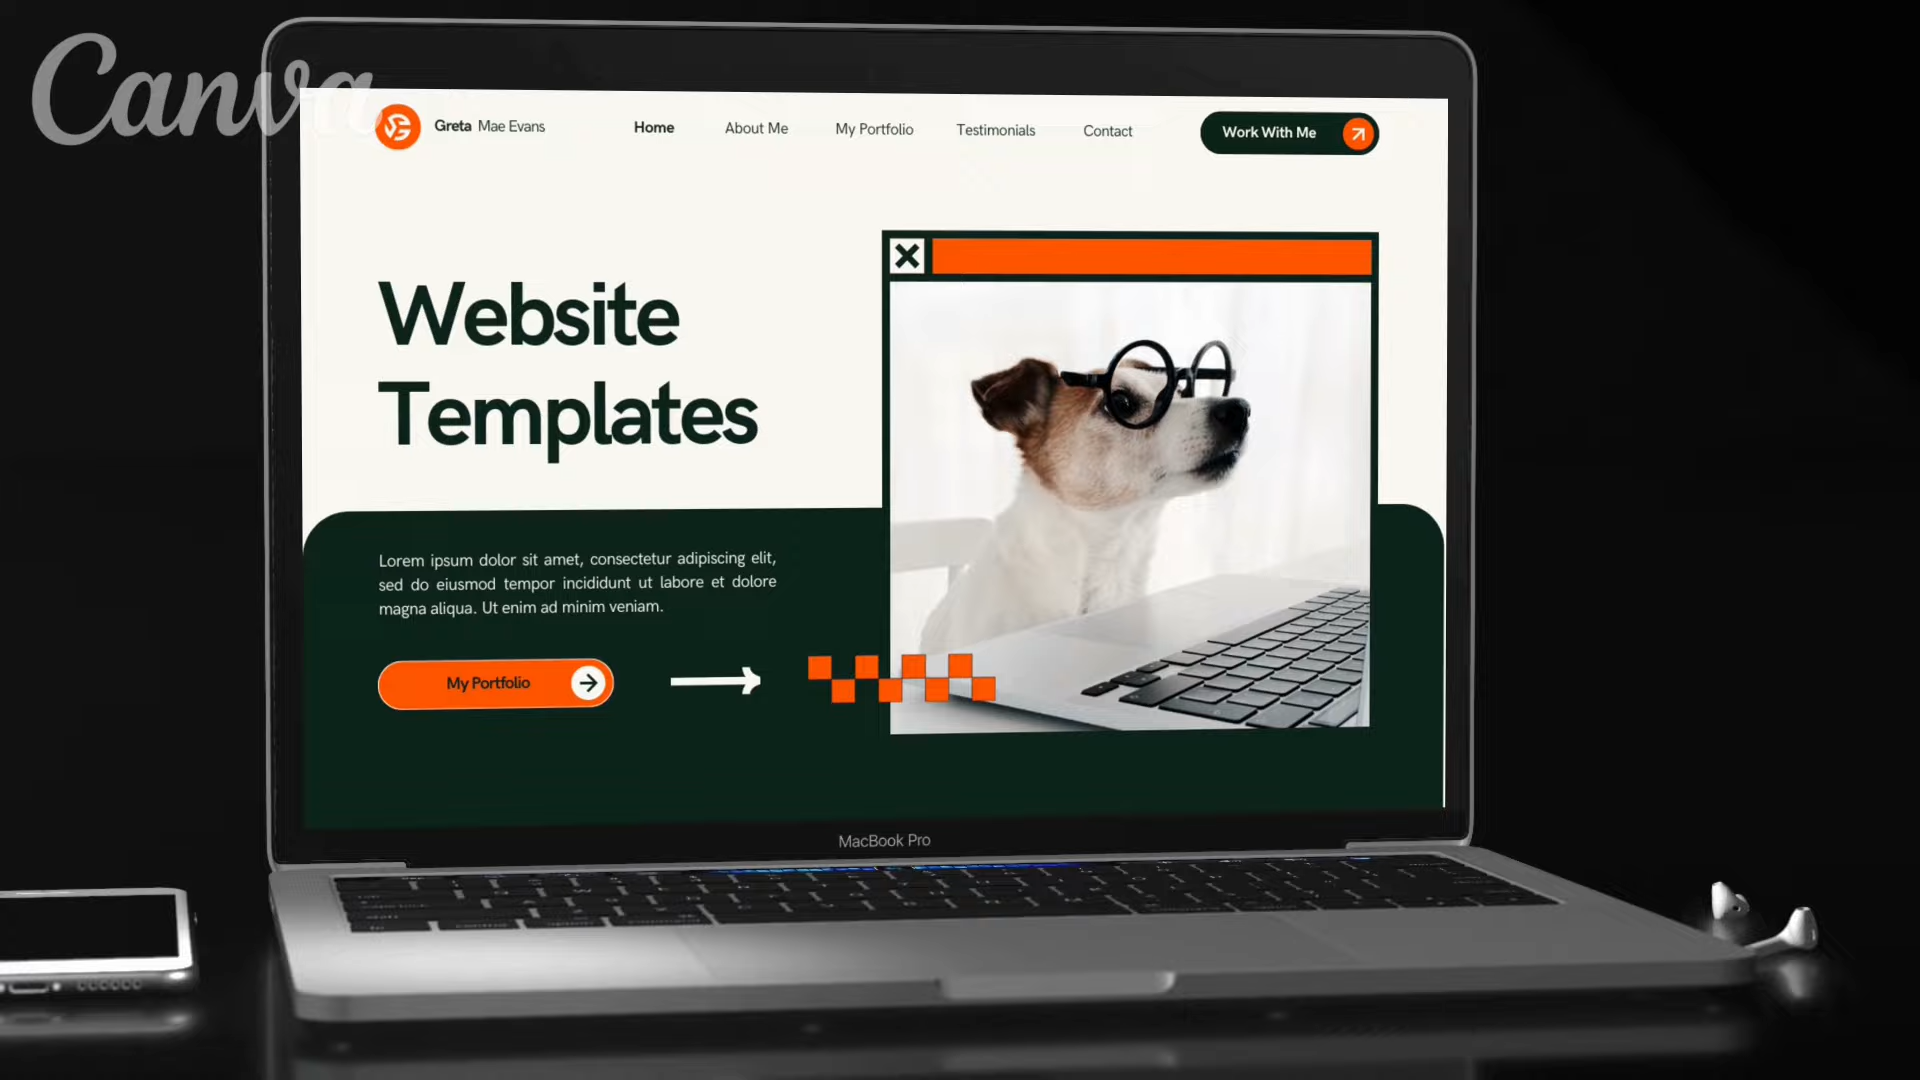 Canva
Greta Mae Evans
Home
About Me
My Portfolio
Testimonials
Contact
Work With Me
Website
Templates
Lorem ipsum dolor sit amet, consectetur adipiscing elit,
sed do eiusmod tempor incididunt ut labore et dolore
magna aliqua. Ut enim ad minim veniam.
My Portfolio
MacBook Pro